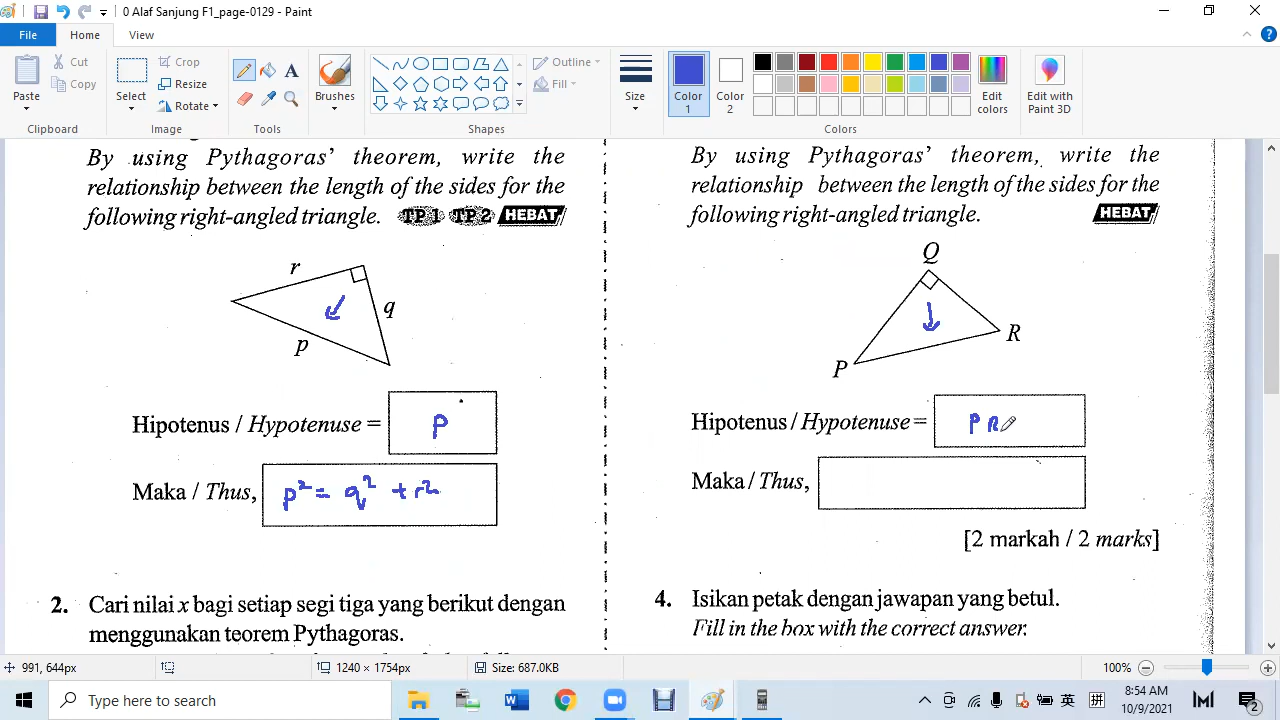 0 Alaf Sanjung F1_page-0129 - Paint
File Home View
Paste
Cut
Copy
Clipboard
Select
Crop
Resize
Rotate
Image
A
Tools
Brushes
Outline
Fill
Shapes
Size
Color 1
Color 2
Edit colors
Colors
Edit with Paint 3D
By using Pythagoras' theorem, write the
relationship between the length of the sides for the
following right-angled triangle. TP 1 TP 2 HEBAT
r
q
p
Hipotenus / Hypotenuse = p
Maka / Thus, p² = q² + r²
2. Cari nilai x bagi setiap segi tiga yang berikut dengan
menggunakan teorem Pythagoras.
By using Pythagoras' theorem, write the
relationship between the length of the sides for the
following right-angled triangle. HEBAT
Q
R
P
Hipotenus / Hypotenuse = PR
Maka / Thus,
[2 markah / 2 marks]
4. Isikan petak dengan jawapan yang betul.
Fill in the box with the correct answer.
991, 644px
1240 × 1754px
Size: 687.0KB
100%
Type here to search
英
拼
8:54 AM
10/9/2021
2